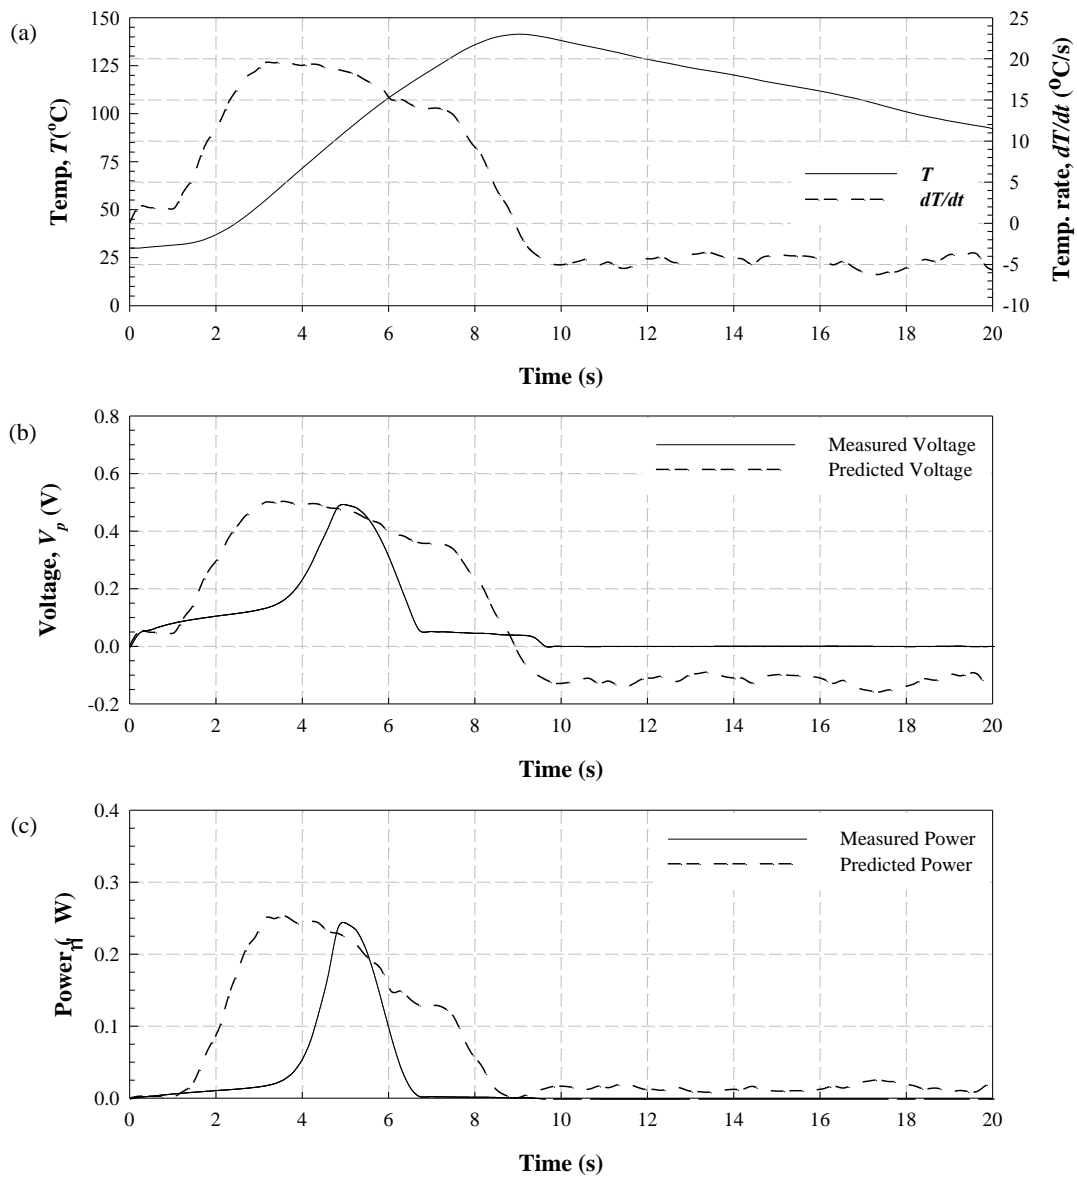 (a)
Temp, T(°C)
150
125
100
75
50
25
0
0 2 4 6 8 10 12 14 16 18 20
Time (s)
25
20
15
10
5
0
-5
-10
Temp. rate, dT/dt (°C/s)
T
dT/dt
(b)
Voltage, Vp (V)
0.8
0.6
0.4
0.2
0.0
-0.2
0 2 4 6 8 10 12 14 16 18 20
Time (s)
Measured Voltage
Predicted Voltage
(c)
Power ( W)
0.4
0.3
0.2
0.1
0.0
0 2 4 6 8 10 12 14 16 18 20
Time (s)
Measured Power
Predicted Power